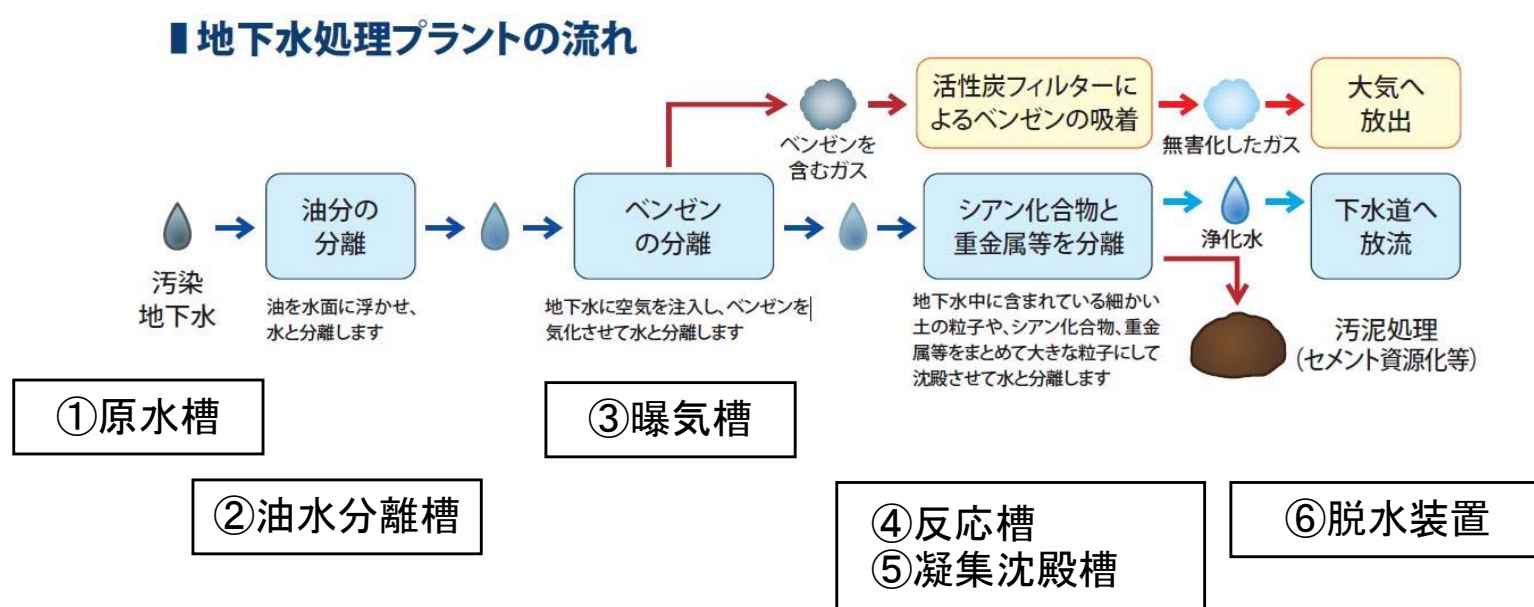 地下水処理プラントの流れ
ベンゼンを
含むガス
活性炭フィルターに
よるベンゼンの吸着
無害化したガス
大気へ
放出
汚染
地下水
油分の
分離
油を水面に浮かせ、
水と分離します
ベンゼン
の分離
地下水に空気を注入し、ベンゼンを
気化させて水と分離します
シアン化合物と
重金属等を分離
地下水中に含まれている細かい
土の粒子や、シアン化合物、重金
属等をまとめて大きな粒子にして
沈殿させて水と分離します
浄化水
下水道へ
放流
汚泥処理
(セメント資源化等)
①原水槽
②油水分離槽
③曝気槽
④反応槽
⑤凝集沈殿槽
⑥脱水装置